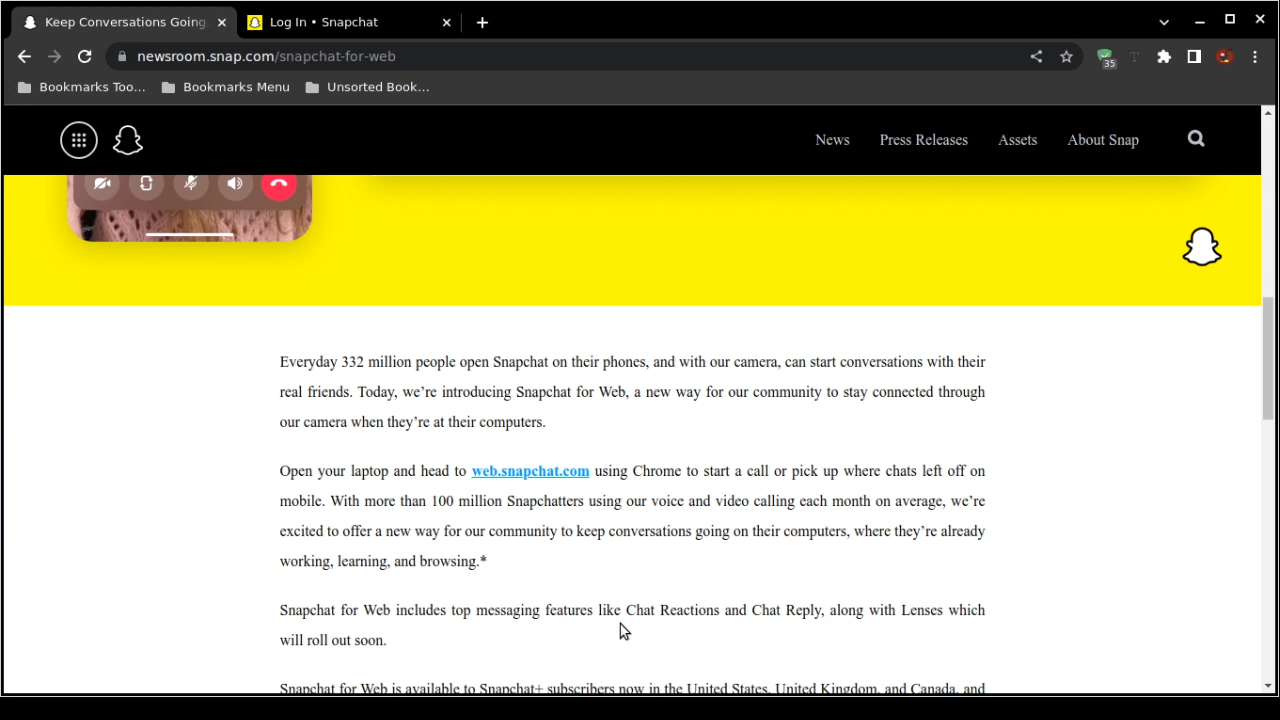 Keep Conversations Going
Log In • Snapchat
newsroom.snap.com/snapchat-for-web
35
Bookmarks Too...
Bookmarks Menu
Unsorted Book...
News
Press Releases
Assets
About Snap
Everyday 332 million people open Snapchat on their phones, and with our camera, can start conversations with their
real friends. Today, we’re introducing Snapchat for Web, a new way for our community to stay connected through
our camera when they’re at their computers.
Open your laptop and head to web.snapchat.com using Chrome to start a call or pick up where chats left off on
mobile. With more than 100 million Snapchatters using our voice and video calling each month on average, we’re
excited to offer a new way for our community to keep conversations going on their computers, where they’re already
working, learning, and browsing.*
Snapchat for Web includes top messaging features like Chat Reactions and Chat Reply, along with Lenses which
will roll out soon.
Snapchat for Web is available to Snapchat+ subscribers now in the United States, United Kingdom, and Canada, and